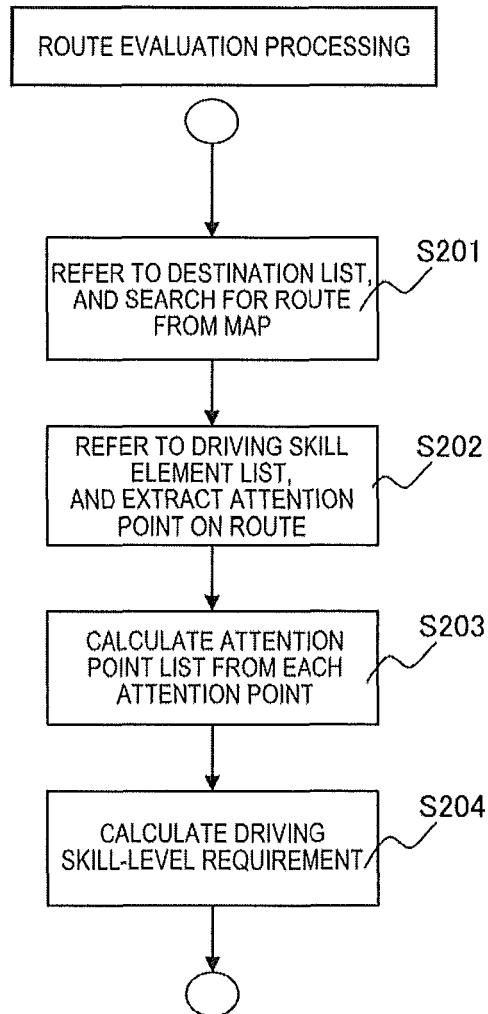 ROUTE EVALUATION PROCESSING
S201
REFER TO DESTINATION LIST,
AND SEARCH FOR ROUTE
FROM MAP
S202
REFER TO DRIVING SKILL
ELEMENT LIST,
AND EXTRACT ATTENTION
POINT ON ROUTE
S203
CALCULATE ATTENTION
POINT LIST FROM EACH
ATTENTION POINT
S204
CALCULATE DRIVING
SKILL-LEVEL REQUIREMENT